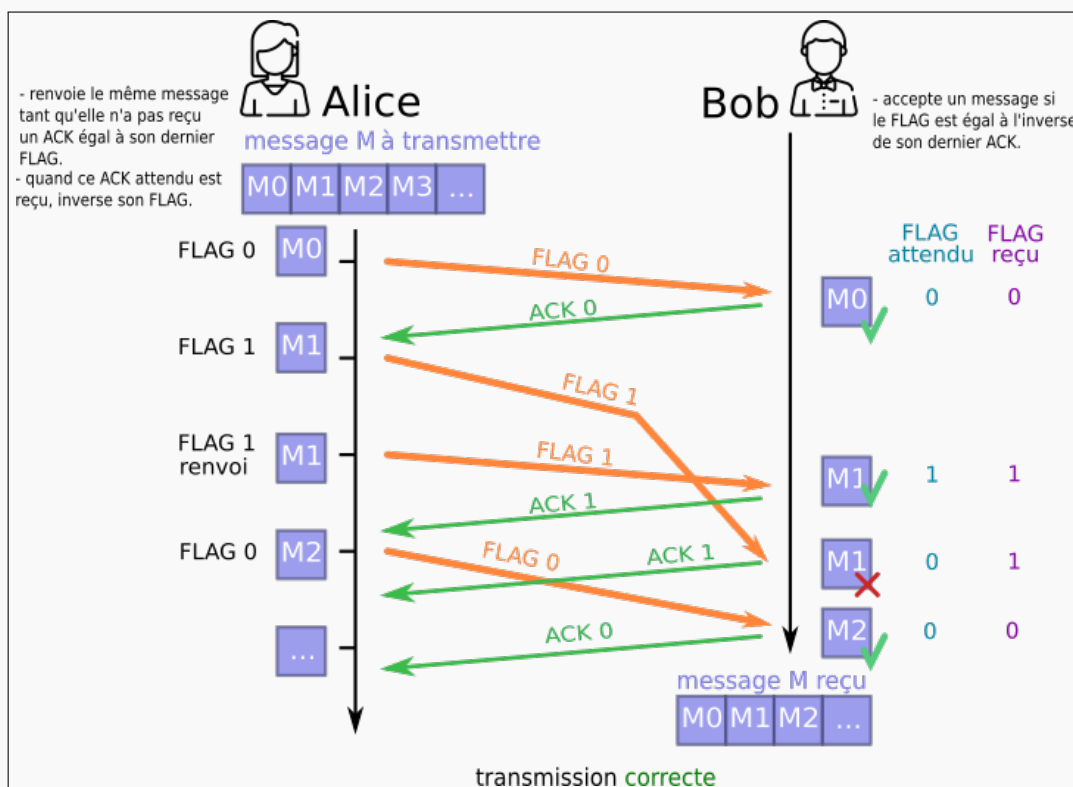 Alice
Bob
- renvoie le même message
tant qu'elle n'a pas reçu
un ACK égal à son dernier
FLAG.
- quand ce ACK attendu est
reçu, inverse son FLAG.
- accepte un message si
le FLAG est égal à l'inverse
de son dernier ACK.
message M à transmettre
M0 M1 M2 M3 ...
FLAG attendu
FLAG reçu
FLAG 0 M0
FLAG 0
M0 0 0
ACK 0
FLAG 1 M1
FLAG 1
FLAG 1
renvoi
M1
FLAG 1
M1 1 1
ACK 1
FLAG 0 M2
FLAG 0
ACK 1
M1 0 1
M2 0 0
...
ACK 0
message M reçu
M0 M1 M2 ...
transmission correcte